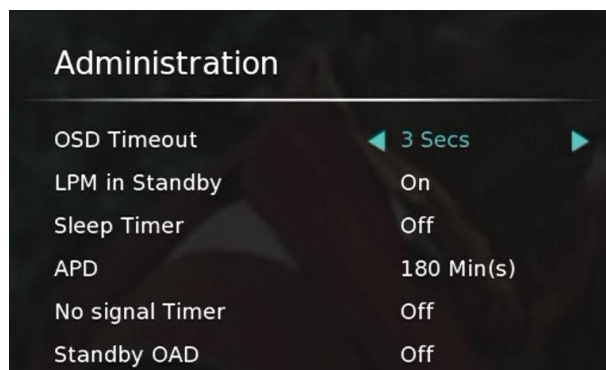 Administration
OSD Timeout 3 Secs
LPM in Standby On
Sleep Timer Off
APD 180 Min(s)
No signal Timer Off
Standby OAD Off